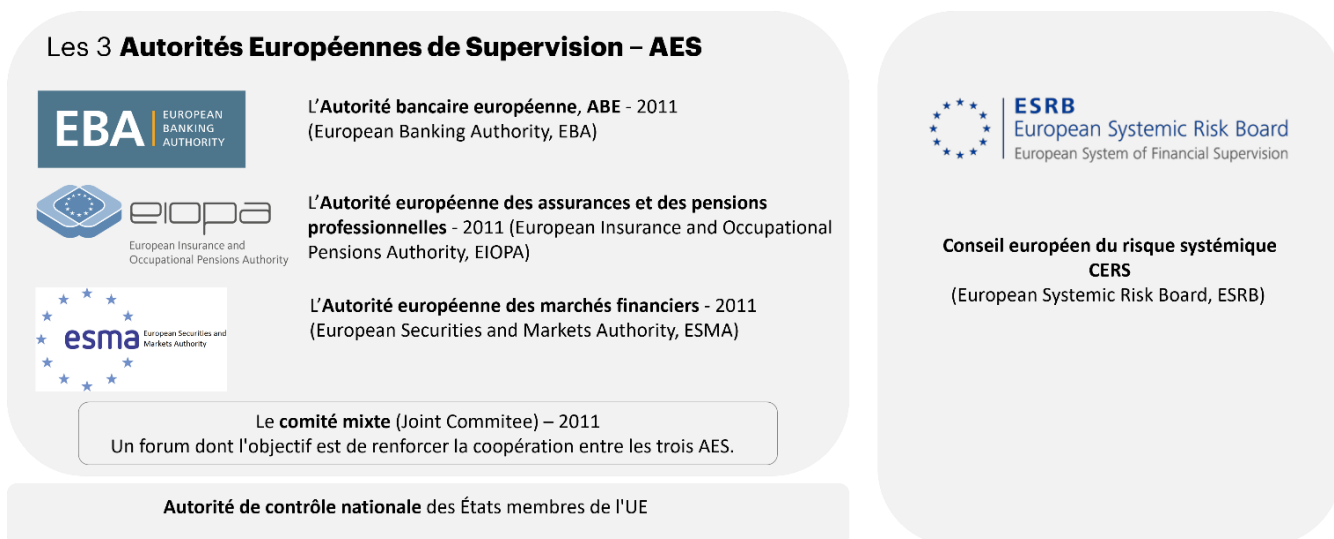 Les 3 Autorités Européennes de Supervision – AES
EBA
EUROPEAN
BANKING
AUTHORITY
L'Autorité bancaire européenne, ABE - 2011
(European Banking Authority, EBA)
eiopa
European Insurance and
Occupational Pensions Authority
L'Autorité européenne des assurances et des pensions
professionnelles - 2011 (European Insurance and Occupational
Pensions Authority, EIOPA)
esma
European Securities and
Markets Authority
L'Autorité européenne des marchés financiers - 2011
(European Securities and Markets Authority, ESMA)
Le comité mixte (Joint Commitee) – 2011
Un forum dont l'objectif est de renforcer la coopération entre les trois AES.
Autorité de contrôle nationale des États membres de l'UE
ESRB
European Systemic Risk Board
European System of Financial Supervision
Conseil européen du risque systémique
CERS
(European Systemic Risk Board, ESRB)